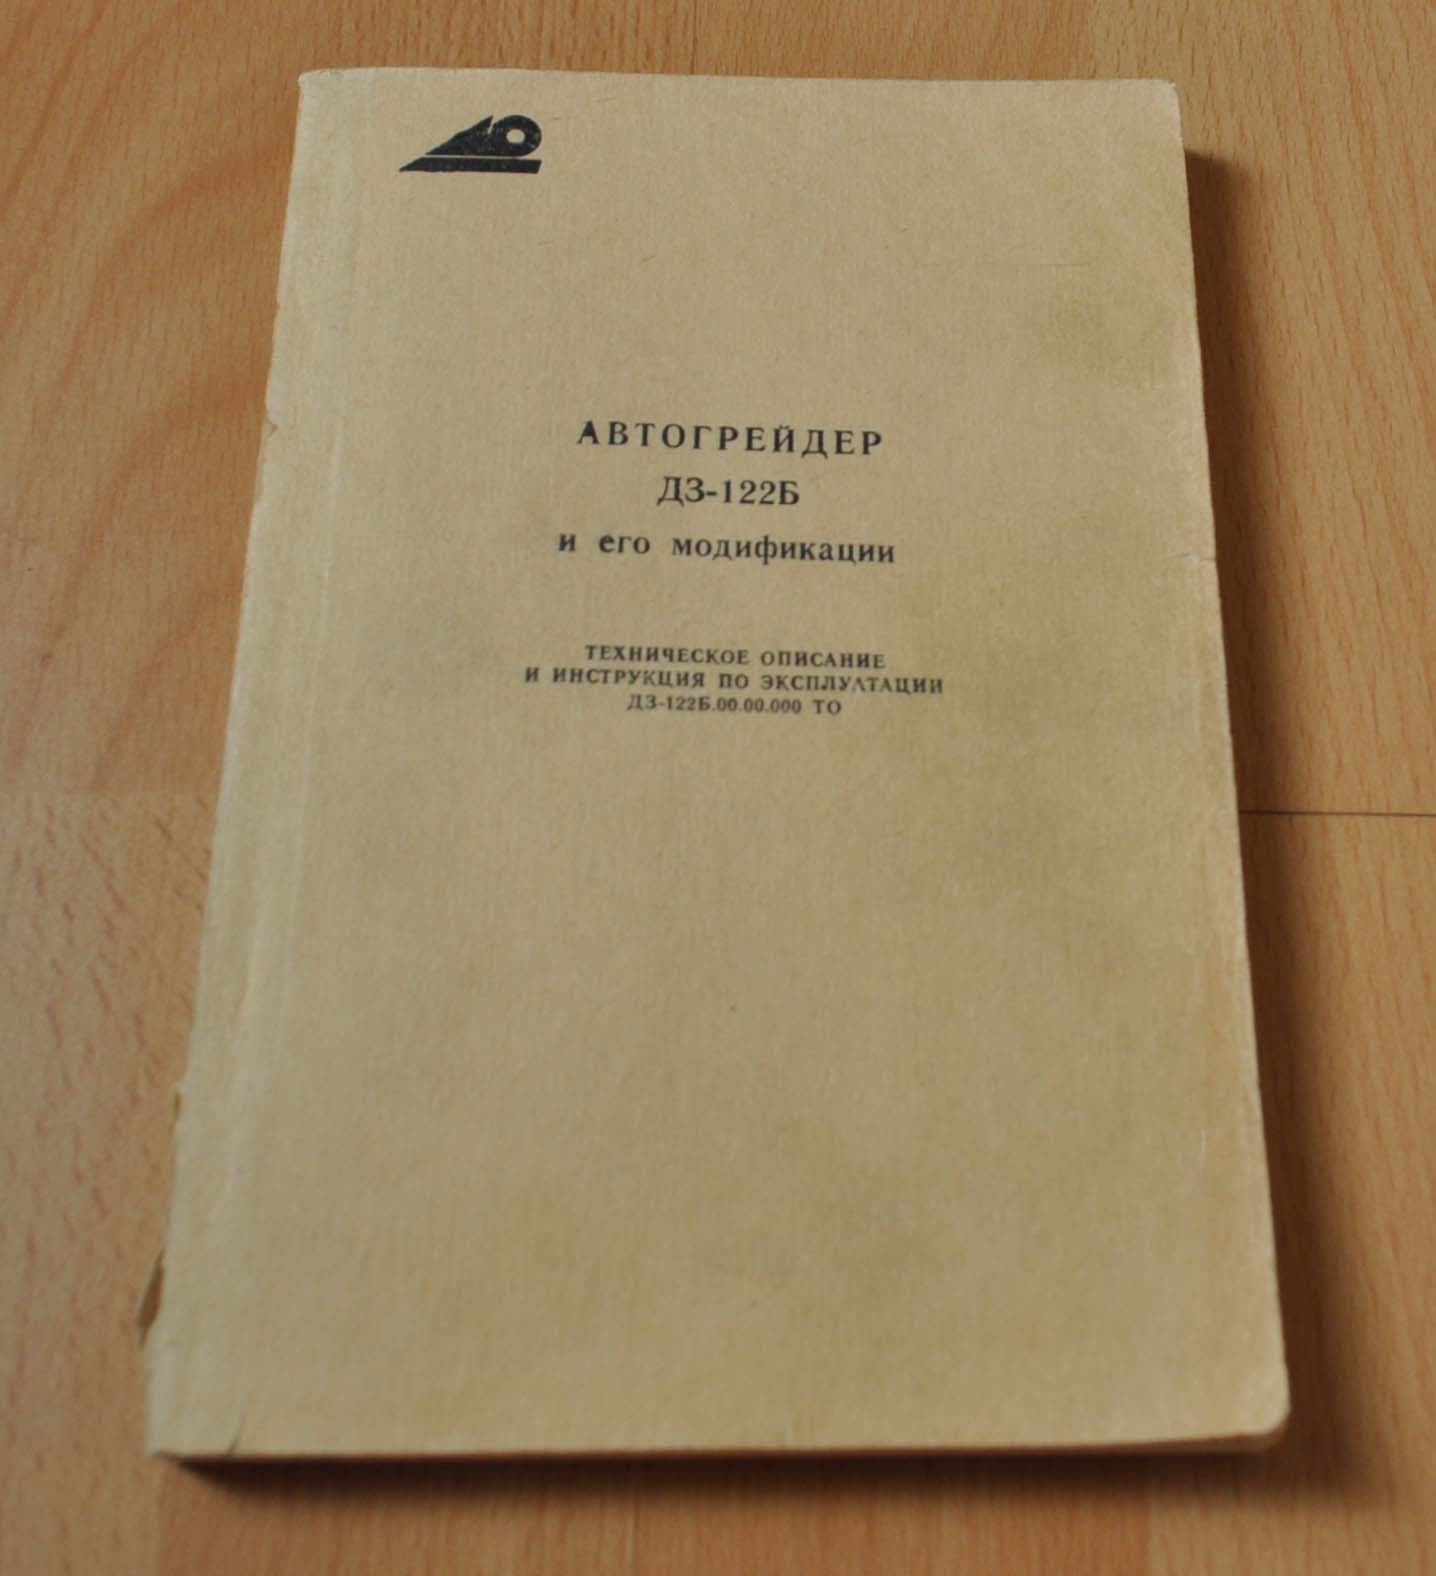 АВТОГРЕЙДЕР
ДЗ-122Б
и его модификации
ТЕХНИЧЕСКОЕ ОПИСАНИЕ
И ИНСТРУКЦИЯ ПО ЭКСПЛУАТАЦИИ
ДЗ-122Б.00.00.000 ТО